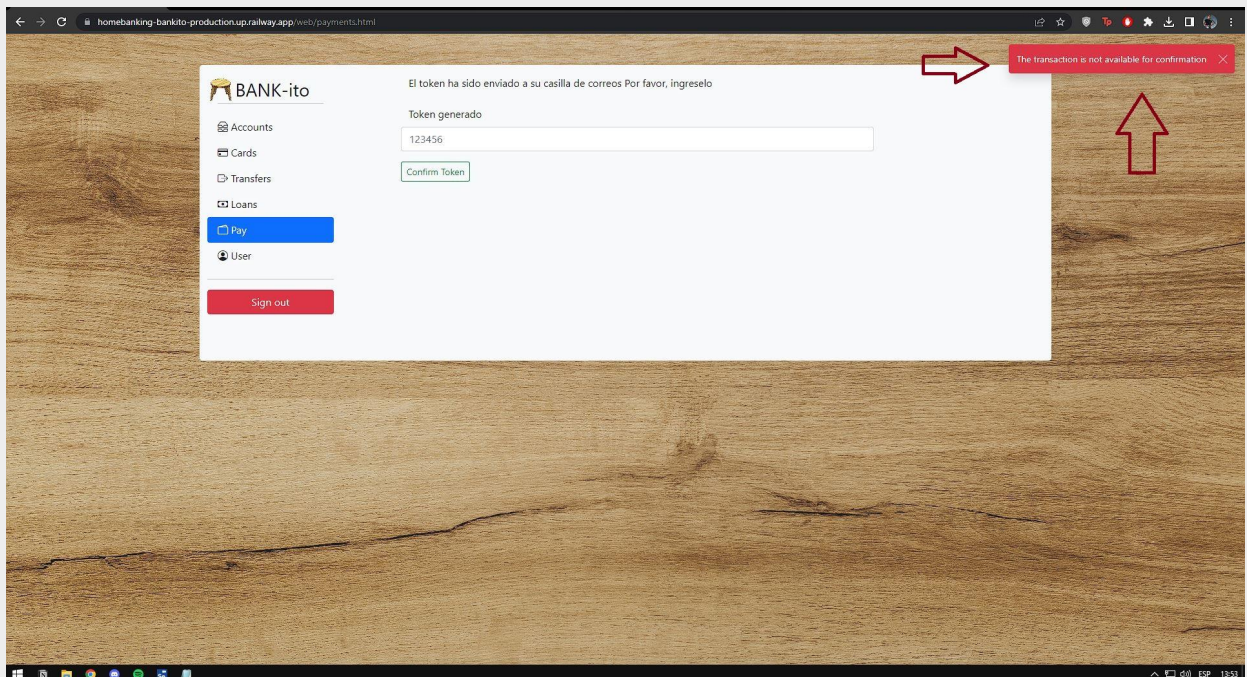 homebanking-bankito-production.up.railway.app/web/payments.html
The transaction is not available for confirmation
BANK-ito
El token ha sido enviado a su casilla de correos Por favor, ingreselo
Token generado
123456
Confirm Token
Accounts
Cards
Transfers
Loans
Pay
User
Sign out
ESP 13:53